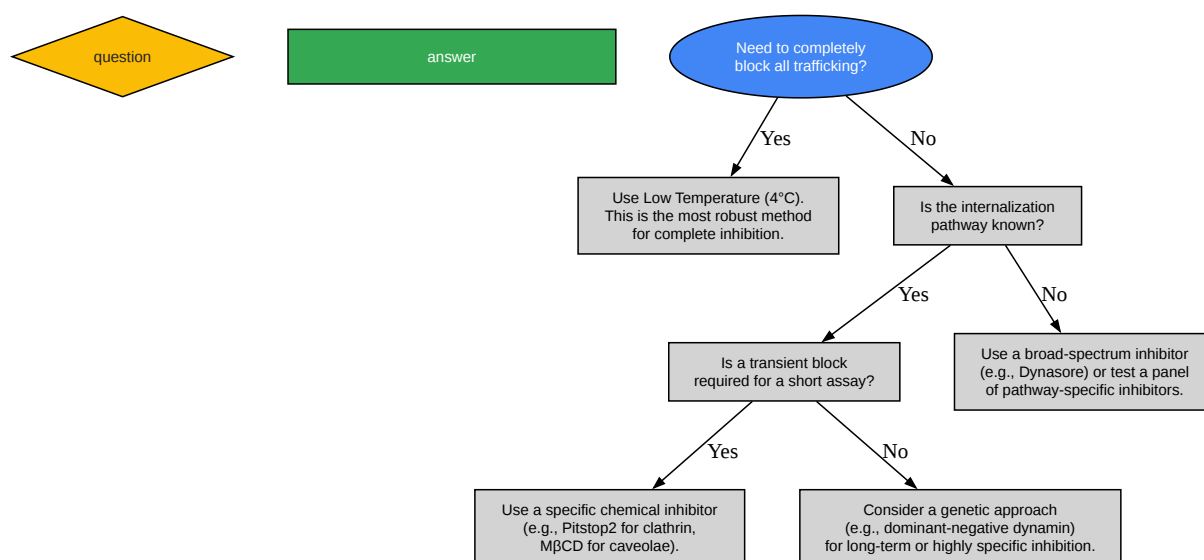 question
answer
Need to completely
block all trafficking?
Yes
No
Use Low Temperature (4°C).
This is the most robust method
for complete inhibition.
Is the internalization
pathway known?
Yes
No
Is a transient block
required for a short assay?
Use a broad-spectrum inhibitor
(e.g., Dynasore) or test a panel
of pathway-specific inhibitors.
Yes
No
Use a specific chemical inhibitor
(e.g., Pitstop2 for clathrin,
MβCD for caveolae).
Consider a genetic approach
(e.g., dominant-negative dynamin)
for long-term or highly specific inhibition.